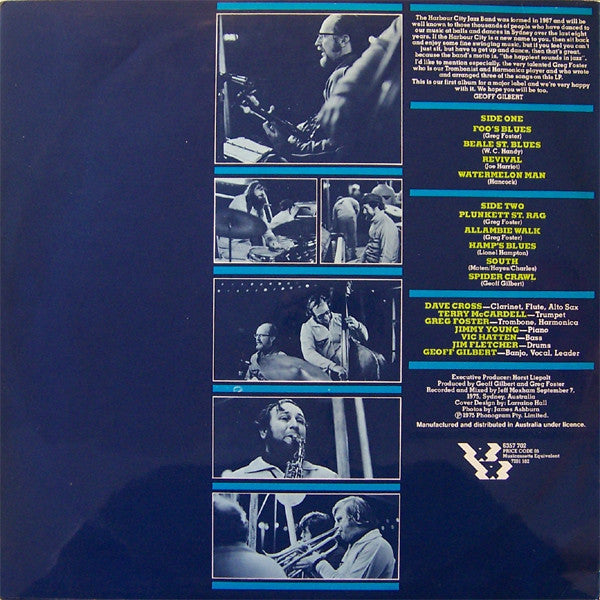 The Harbour City Jazz Band was formed in 1967 and will be
well known to those thousands of people who have danced to
our music at balls and dances in Sydney over the last eight
years. If the Harbour City is a new name to you, then sit back
and enjoy some fine swinging music, but if you feel you can't
just sit, but have to get up and dance, then that's great,
because the band's motto is, "the happiest sounds in jazz".
I'd like to mention especially, the very talented Greg Foster
who is our Trombonist and Harmonica player and who wrote
and arranged three of the songs on this LP.
This is our first album for a major label and we're very happy
with it. We hope you will be too.
GEOFF GILBERT
SIDE ONE
FOO'S BLUES
(Greg Foster)
BEALE ST. BLUES
(W. C. Handy)
REVIVAL
(Joe Harriot)
WATERMELON MAN
(Hancock)
SIDE TWO
PLUNKETT ST. RAG
(Greg Foster)
ALLAMBIE WALK
(Greg Foster)
HAMP'S BLUES
(Lionel Hampton)
SOUTH
(Moten/Hayes/Charles)
SPIDER CRAWL
(Geoff Gilbert)
DAVE CROSS—Clarinet, Flute, Alto Sax
TERRY McCARDELL—Trumpet
GREG FOSTER—Trombone, Harmonica
JIMMY YOUNG—Piano
VIC HATTEN—Bass
JIM FLETCHER—Drums
GEOFF GILBERT—Banjo, Vocal, Leader
Executive Producer: Horst Liepolt
Produced by Geoff Gilbert and Greg Foster
Recorded and Mixed by Jeff Moxham September 7,
1975, Sydney, Australia
Cover Design by: Lorraine Hall
Photos by: James Ashburn
Ⓟ 1975 Phonogram Pty. Limited.
Manufactured and distributed in Australia under licence.
6357 702
PRICE CODE 05
Musicassette Equivalent
7121 102